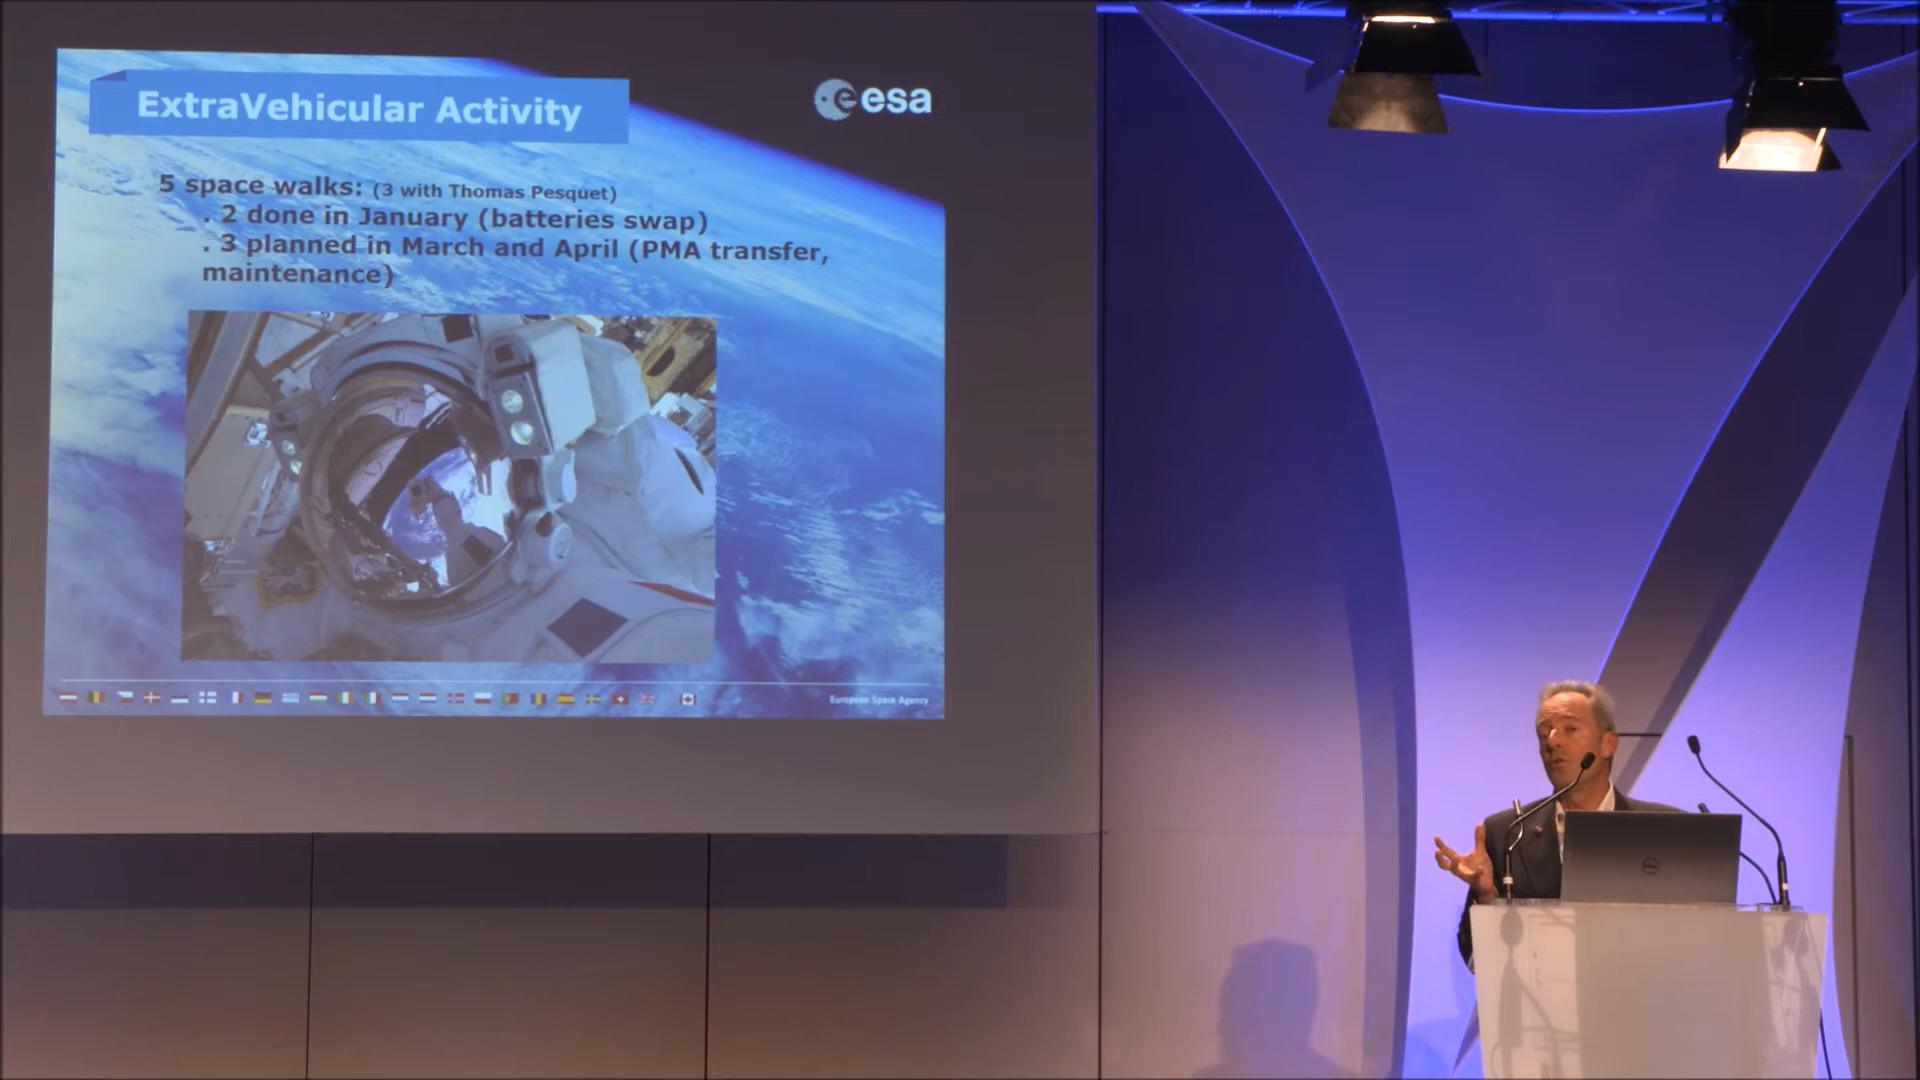 ExtraVehicular Activity
esa
5 space walks: (3 with Thomas Pesquet)
. 2 done in January (batteries swap)
. 3 planned in March and April (PMA transfer,
maintenance)
European Space Agency
DELL